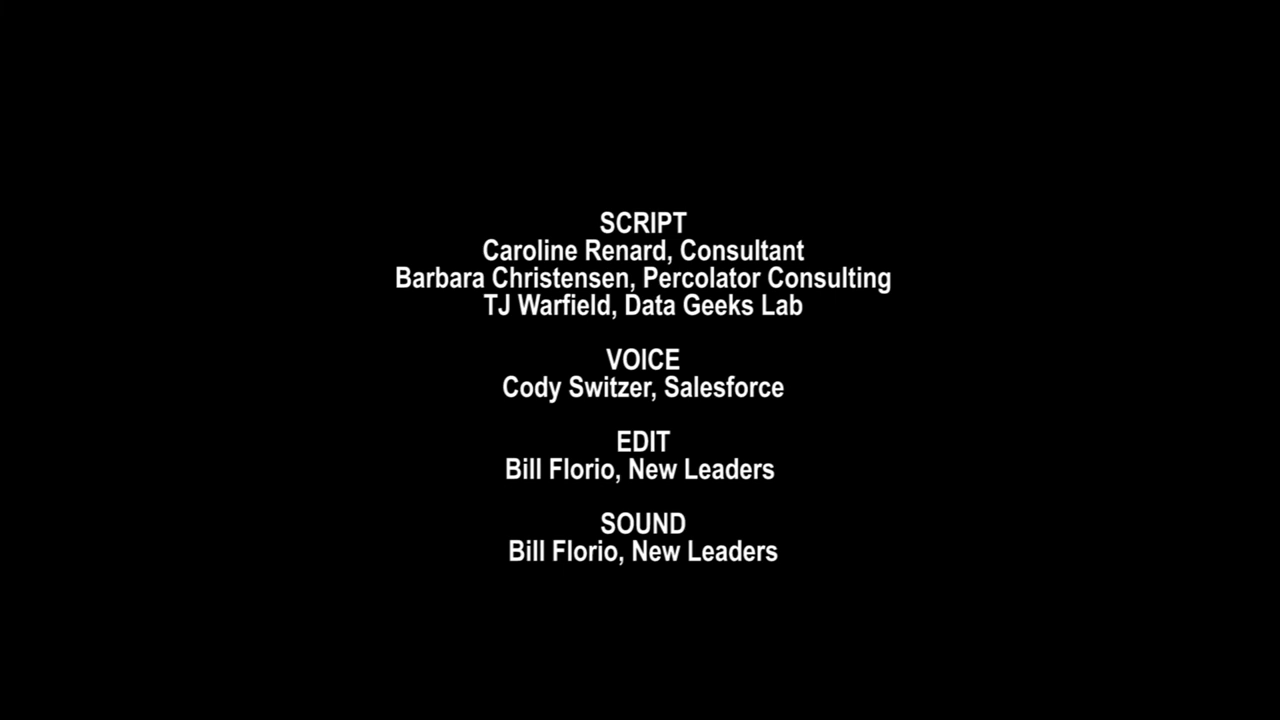 SCRIPT
Caroline Renard, Consultant
Barbara Christensen, Percolator Consulting
TJ Warfield, Data Geeks Lab
VOICE
Cody Switzer, Salesforce
EDIT
Bill Florio, New Leaders
SOUND
Bill Florio, New Leaders